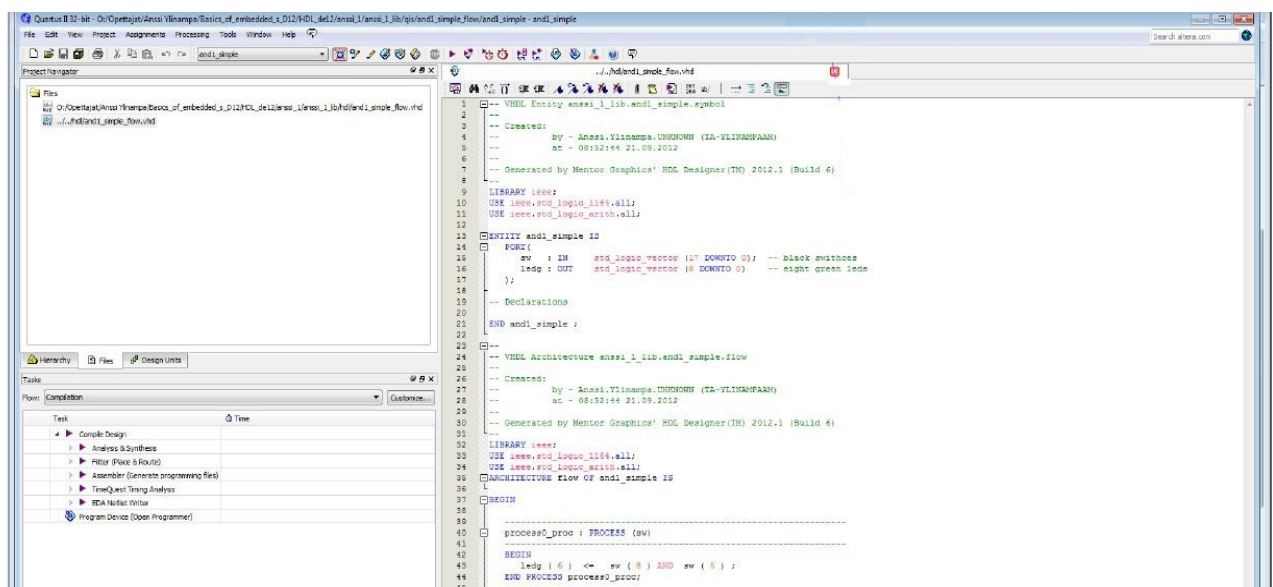 Quartus II 32-bit - O:/Opettajat/Anssi Ylinampa/Basics_of_embedded_s_D12/HDL_de12/anssi_1/anssi_1_lib/qis/and1_simple_flow/and1_simple - and1_simple
File Edit View Project Assignments Processing Tools Window Help
Search altera.com
and1_simple
Project Navigator
Files
O:/Opettajat/Anssi Ylinampa/Basics_of_embedded_s_D12/HDL_de12/anssi_1/anssi_1_lib/hdl/and1_simple_flow.vhd
../../hdl/and1_simple_flow.vhd
Hierarchy Files Design Units
Tasks
Flow: Compilation Customize...
Task Time
Compile Design
Analysis & Synthesis
Fitter (Place & Route)
Assembler (Generate programming files)
TimeQuest Timing Analysis
EDA Netlist Writer
Program Device (Open Programmer)
../../hdl/and1_simple_flow.vhd
1 -- VHDL Entity anssi_1_lib.and1_simple.symbol
2 --
3 -- Created:
4 -- by - Anssi.Ylinampa.UNKNOWN (TA-YLINAMPAAM)
5 -- at - 08:52:44 21.09.2012
6 --
7 -- Generated by Mentor Graphics' HDL Designer(TM) 2012.1 (Build 6)
8 --
9 LIBRARY ieee;
10 USE ieee.std_logic_1164.all;
11 USE ieee.std_logic_arith.all;
12
13 ENTITY and1_simple IS
14 PORT(
15 sw : IN std_logic_vector (17 DOWNTO 0); -- black swithces
16 ledg : OUT std_logic_vector (8 DOWNTO 0) -- eight green leds
17 );
18
19 -- Declarations
20
21 END and1_simple ;
22
23 --
24 -- VHDL Architecture anssi_1_lib.and1_simple.flow
25 --
26 -- Created:
27 -- by - Anssi.Ylinampa.UNKNOWN (TA-YLINAMPAAM)
28 -- at - 08:52:44 21.09.2012
29 --
30 -- Generated by Mentor Graphics' HDL Designer(TM) 2012.1 (Build 6)
31 --
32 LIBRARY ieee;
33 USE ieee.std_logic_1164.all;
34 USE ieee.std_logic_arith.all;
35 ARCHITECTURE flow OF and1_simple IS
36
37 BEGIN
38
39 ---------------------------------------------------------------------------
40 process0_proc : PROCESS (sw)
41 ---------------------------------------------------------------------------
42 BEGIN
43 ledg ( 6 ) <= sw ( 8 ) AND sw ( 5 ) ;
44 END PROCESS process0_proc;